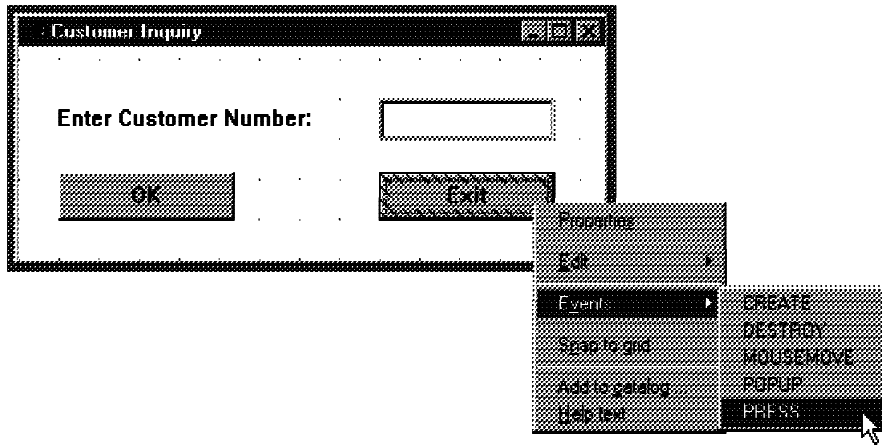 Customer Inquiry
Enter Customer Number:
OK
Exit
Properties
Edit
Events
CREATE
DESTROY
Snap to grid
MOUSEMOVE
Add to catalog
POPUP
Help text
PRESS